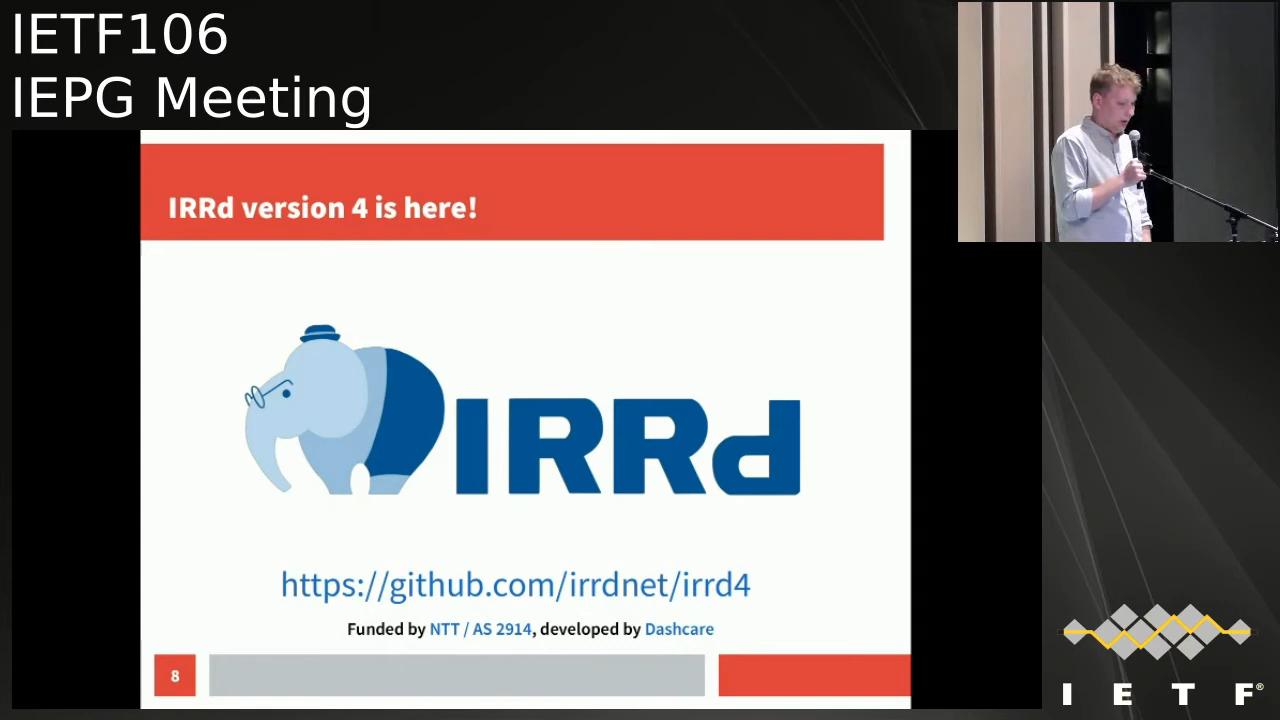 IETF106
IEPG Meeting
IRRd version 4 is here!
IRRd
https://github.com/irrdnet/irrd4
Funded by NTT / AS 2914, developed by Dashcare
8
I E T F®